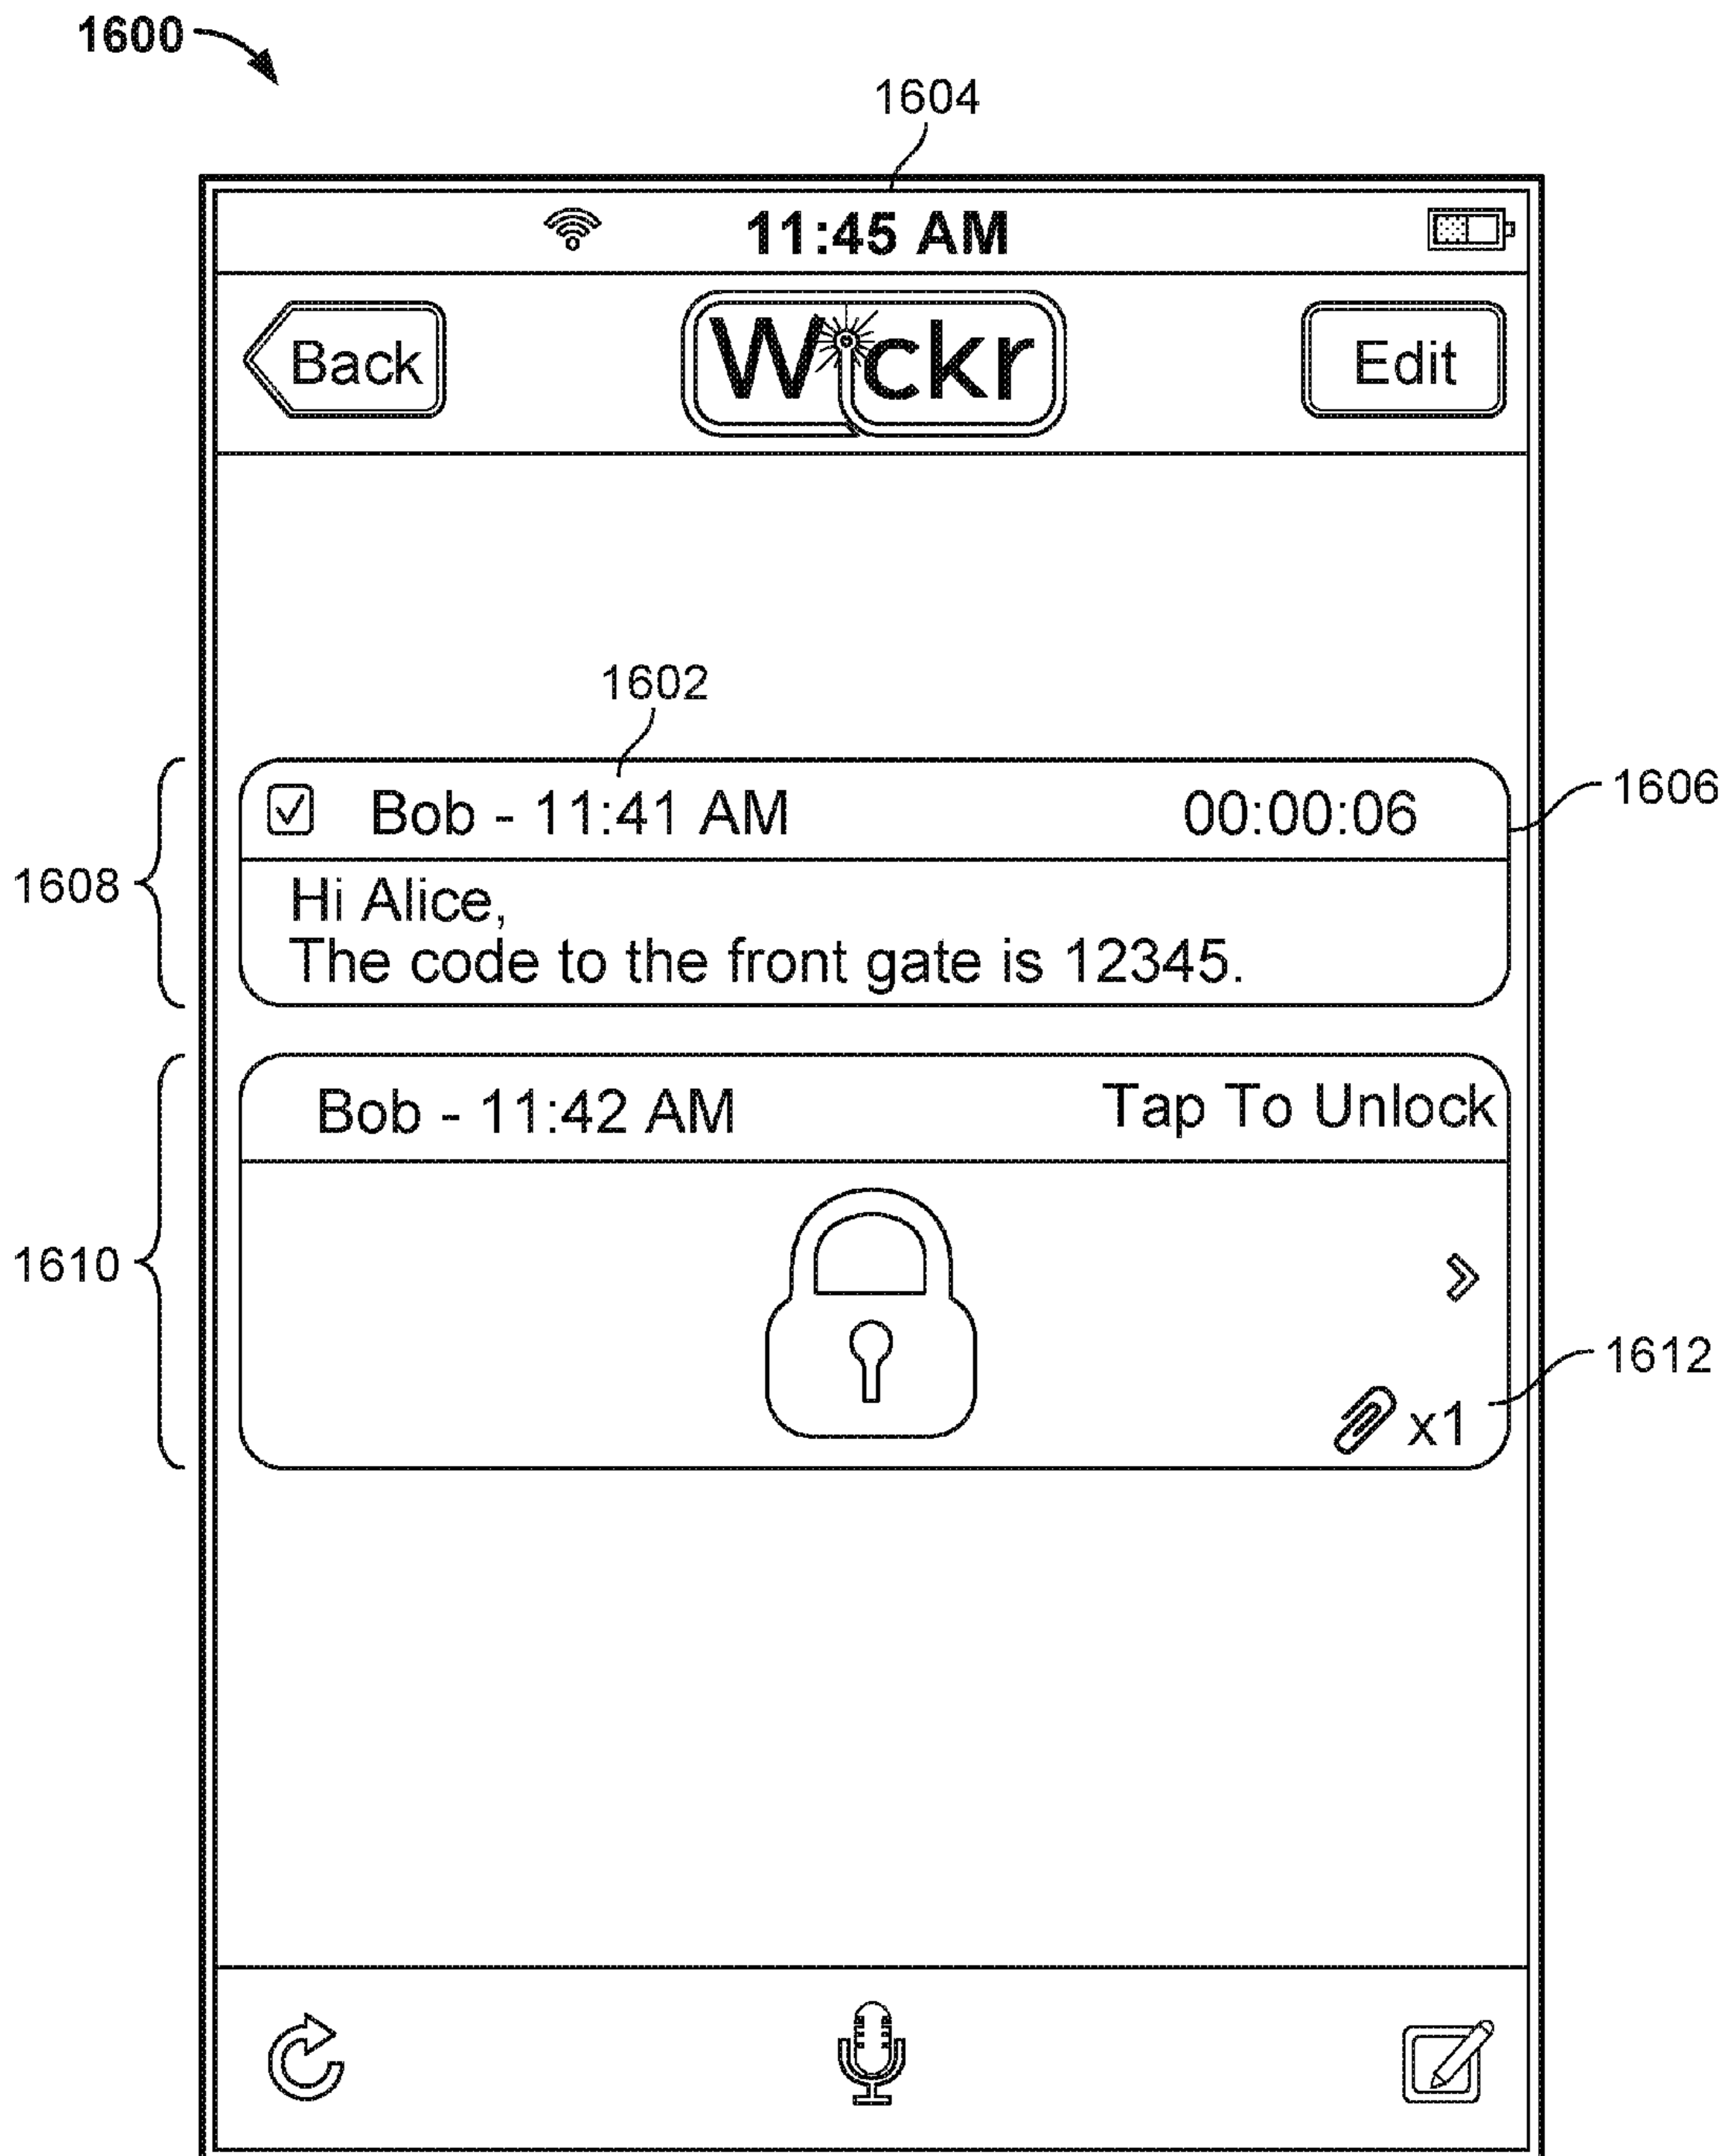 1600
1604
11:45 AM
Back
Wickr
Edit
1602
Bob - 11:41 AM 00:00:06
1606
1608
Hi Alice,
The code to the front gate is 12345.
Bob - 11:42 AM Tap To Unlock
1610
1612
x1